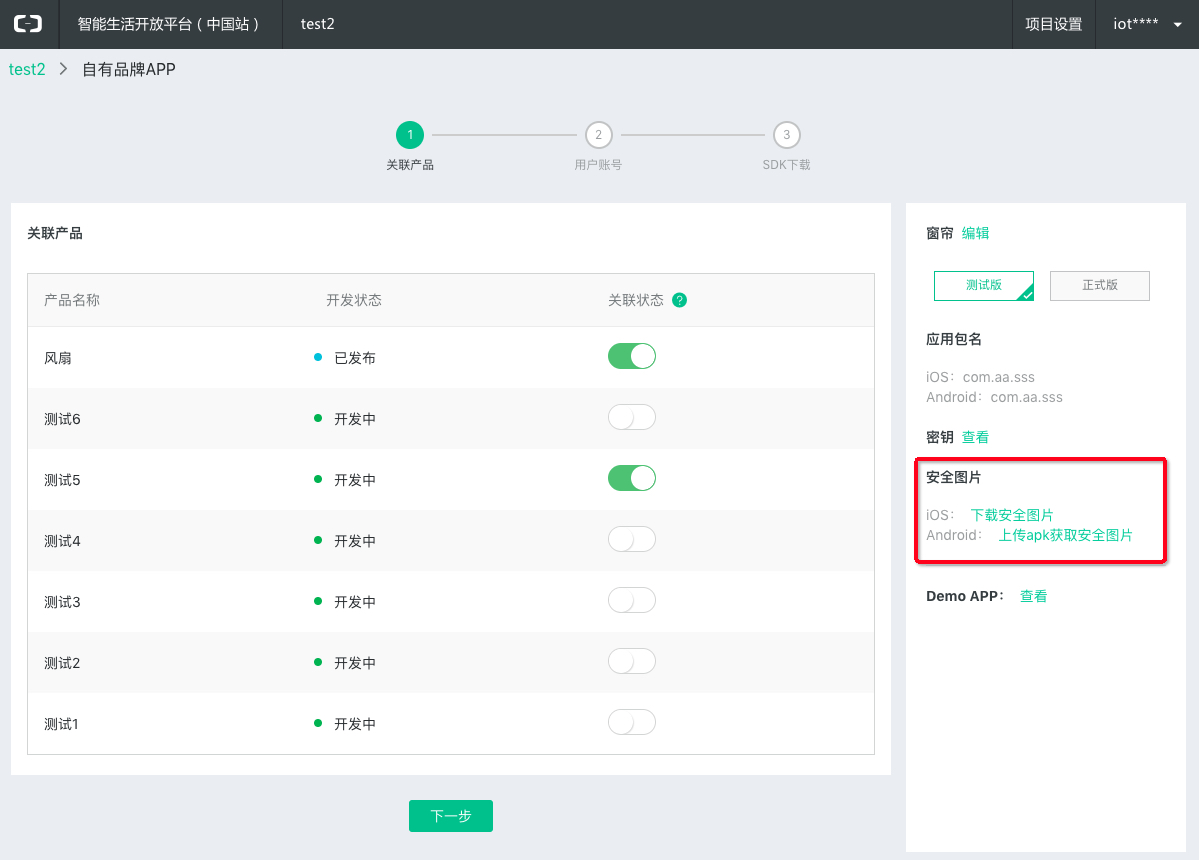 智能生活开放平台（中国站）
test2
项目设置
iot****
test2 > 自有品牌APP
1
2
3
关联产品
用户账号
SDK下载
关联产品
产品名称 开发状态 关联状态 ?
风扇 已发布
测试6 开发中
测试5 开发中
测试4 开发中
测试3 开发中
测试2 开发中
测试1 开发中
下一步
窗帘 编辑
测试版 正式版
应用包名
iOS：com.aa.sss
Android：com.aa.sss
密钥 查看
安全图片
iOS： 下载安全图片
Android： 上传apk获取安全图片
Demo APP： 查看